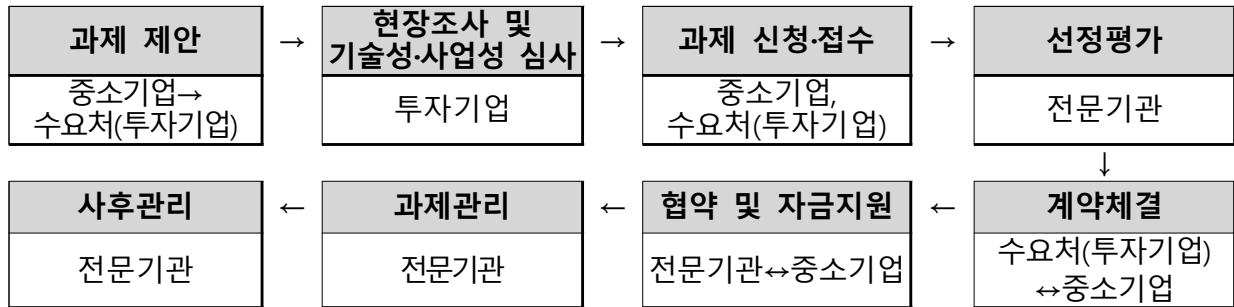 과제 제안
중소기업→
수요처(투자기업)
→
현장조사 및
기술성·사업성 심사
투자기업
→
과제 신청·접수
중소기업,
수요처(투자기업)
→
선정평가
전문기관
↓
계약체결
수요처(투자기업)
↔중소기업
←
협약 및 자금지원
전문기관↔중소기업
←
과제관리
전문기관
←
사후관리
전문기관